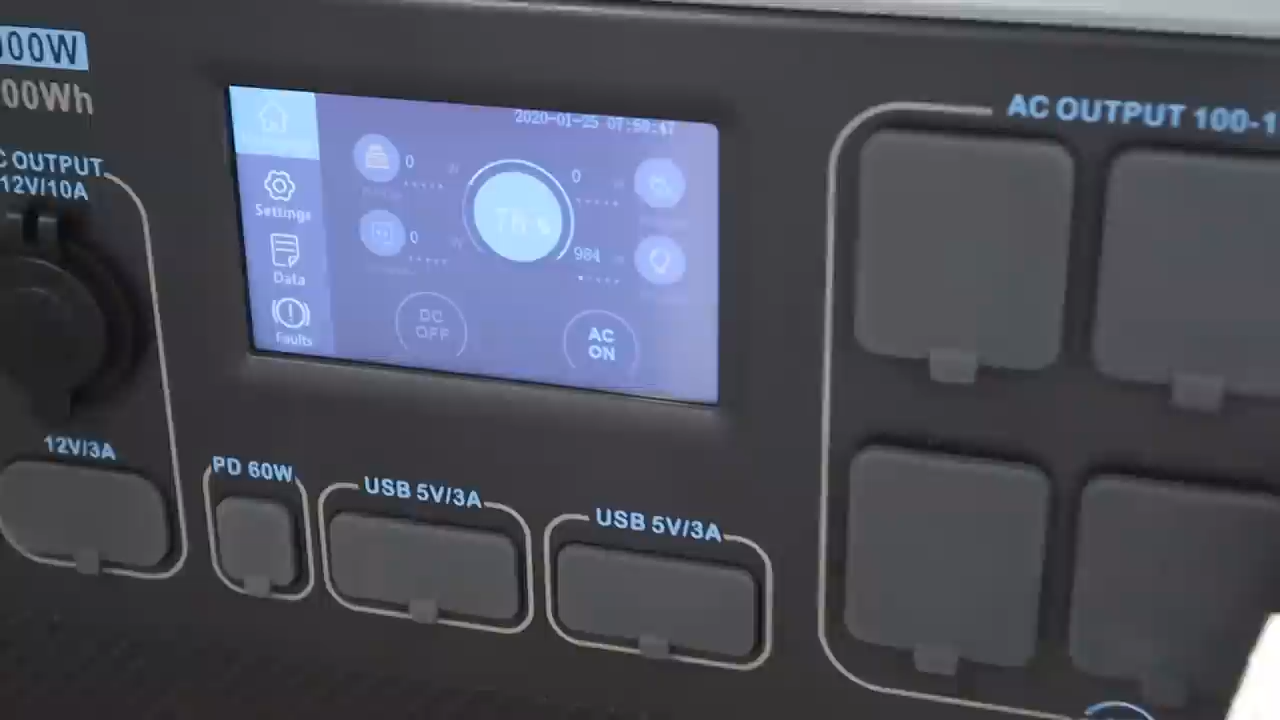 00W
00Wh
C OUTPUT
12V/10A
12V/3A
2020-01-25 07:50:47
Settings
Data
Faults
0
0
0
984
DC
OFF
AC
ON
PD 60W
USB 5V/3A
USB 5V/3A
AC OUTPUT 100-1